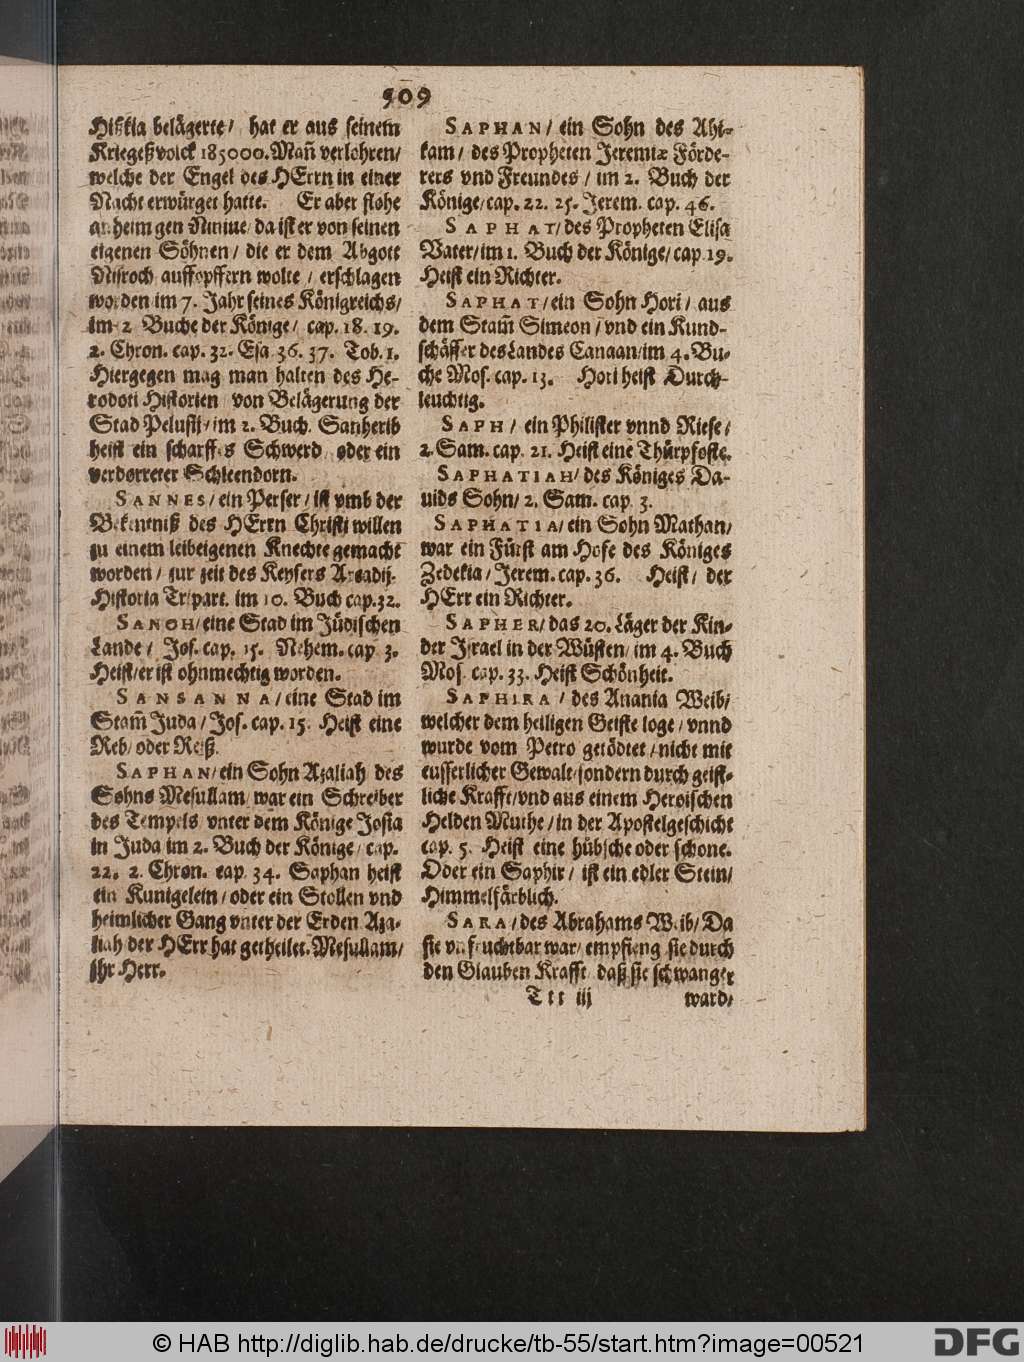 509
Hißkia belägerte/ hat er aus seinem
Kriegeßvolck 185000. Mañ verlohren/
welche der Engel des HErrn in einer
Nacht erwürget hatte. Er aber flohe
anheim gen Niniue/ da ist er von seinen
eigenen Söhnen/ die er dem Abgott
Nisroch auffopffern wolte/ erschlagen
worden im 7. Jahr seines Königreichs/
im 2 Buche der Könige/ cap. 18. 19.
2. Chron. cap. 32. Esa 36. 37. Tob. 1.
Hiergegen mag man halten des He-
rodoti Historien von Belägerung der
Stad Pelusij/ im 2. Buch. Sanherib
heist ein scharffes Schwerd/ oder ein
verdorreter Schleendorn.
SANNES/ ein Perser/ ist vmb der
Bekentniß des HErrn Christi willen
zu einem leibeigenen Knechte gemacht
worden/ zur zeit des Keysers Arcadij.
Historia Tripart. im 10. Buch cap. 32.
SANOH/ eine Stad im Jüdischen
Lande/ Jos. cap. 15. Nehem. cap 3.
Heist/ er ist ohnmechtig worden.
SANSANNA/ eine Stad im
Stam̃ Juda/ Jos. cap. 15. Heist eine
Reb/ oder Reiß.
SAPHAN/ ein Sohn Azaliah des
Sohns Mesullam/ war ein Schreiber
des Tempels vnter dem Könige Josia
in Juda im 2. Buch der Könige/ cap.
22. 2. Chron. cap. 34. Saphan heist
ein Kunigelein/ oder ein Stollen vnd
heimlicher Gang vnter der Erden Aza-
liah der HErr hat getheilet. Mesullam/
jhr Herr.
SAPHAN/ ein Sohn des Ahi-
kam/ des Propheten Jeremiæ Förde-
rers vnd Freundes/ im 2. Buch der
Könige/ cap. 22. 25. Jerem. cap. 46.
SAPHAT/ des Propheten Elisa
Vater/ im 1. Buch der Könige/ cap. 19.
Heist ein Richter.
SAPHAT/ ein Sohn Hori/ aus
dem Stam̃ Simeon/ vnd ein Kund-
schäffer des Landes Canaan/ im 4. Bu-
che Mos. cap. 13. Hori heist Durch-
leuchtig.
SAPH/ ein Philister vnnd Riese/
2. Sam. cap. 21. Heist eine Thürpfoste.
SAPHATIAH/ des Königes Da-
uids Sohn/ 2. Sam. cap. 3.
SAPHATIA/ ein Sohn Mathan/
war ein Fürst am Hofe des Königes
Zedekia/ Jerem. cap. 36. Heist/ der
HErr ein Richter.
SAPHER/ das 20. Läger der Kin-
der Israel in der Wüsten/ im 4. Buch
Mos. cap. 33. Heist Schönheit.
SAPHIRA/ des Anania Weib/
welcher dem heiligen Geiste loge/ vnnd
wurde vom Petro getödtet/ nicht mit
eusserlicher Gewalt/ sondern durch geist-
liche Krafft/ vnd aus einem Heroischen
Helden Muthe/ in der Apostelgeschicht
cap. 5. Heist eine hübsche oder schone.
Oder ein Saphir/ ist ein edler Stein/
Himmelfärblich.
SARA/ des Abrahams Weib/ Da
sie vnfruchtbar war/ empfieng sie durch
den Glauben Krafft daß sie schwanger
Ttt iij ward/
© HAB http://diglib.hab.de/drucke/tb-55/start.htm?image=00521
DFG